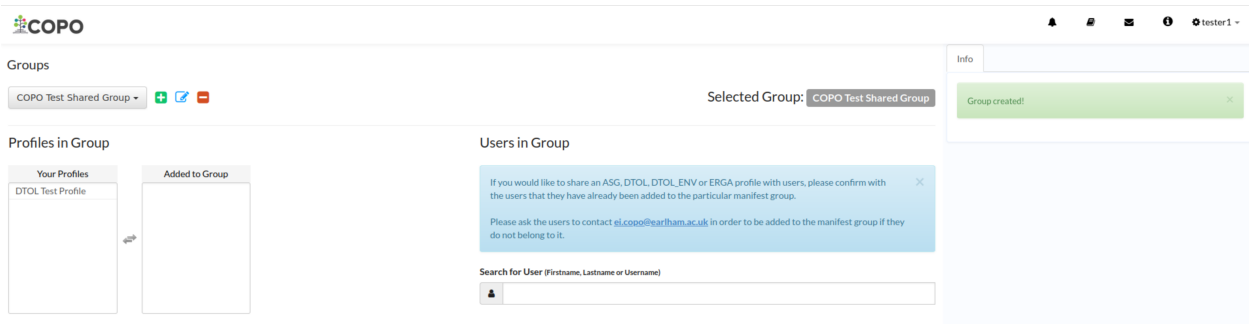 COPO
tester1
Groups
COPO Test Shared Group
Selected Group: COPO Test Shared Group
Profiles in Group
Your Profiles
Added to Group
DTOL Test Profile
Users in Group
If you would like to share an ASG, DTOL, DTOL_ENV or ERGA profile with users, please confirm with
the users that they have already been added to the particular manifest group.
Please ask the users to contact ei.copo@earlham.ac.uk in order to be added to the manifest group if they
do not belong to it.
Search for User (Firstname, Lastname or Username)
Info
Group created!